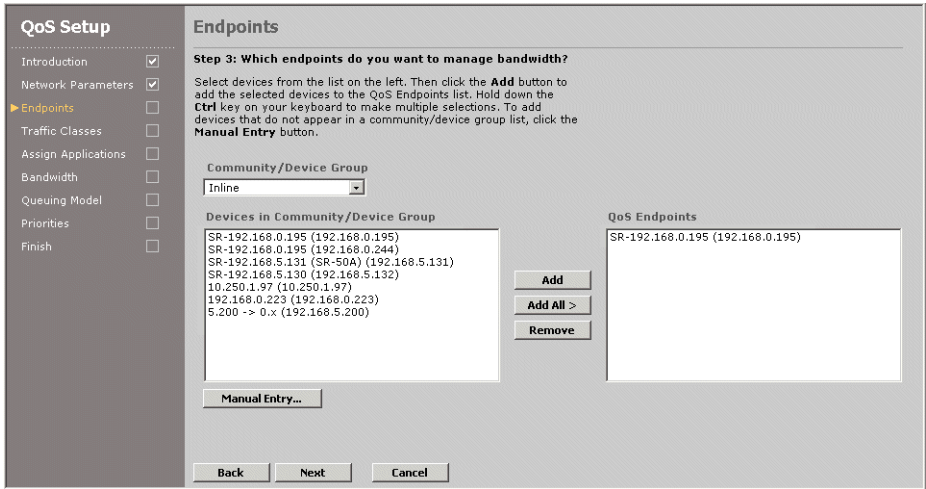 QoS Setup
Introduction
Network Parameters
Endpoints
Traffic Classes
Assign Applications
Bandwidth
Queuing Model
Priorities
Finish
Endpoints
Step 3: Which endpoints do you want to manage bandwidth?
Select devices from the list on the left. Then click the Add button to
add the selected devices to the QoS Endpoints list. Hold down the
Ctrl key on your keyboard to make multiple selections. To add
devices that do not appear in a community/device group list, click the
Manual Entry button.
Community/Device Group
Inline
Devices in Community/Device Group
SR-192.168.0.195 (192.168.0.195)
SR-192.168.0.195 (192.168.0.244)
SR-192.168.5.131 (SR-50A) (192.168.5.131)
SR-192.168.5.130 (192.168.5.132)
10.250.1.97 (10.250.1.97)
192.168.0.223 (192.168.0.223)
5.200 -> 0.x (192.168.5.200)
Add
Add All >
Remove
QoS Endpoints
SR-192.168.0.195 (192.168.0.195)
Manual Entry...
Back
Next
Cancel